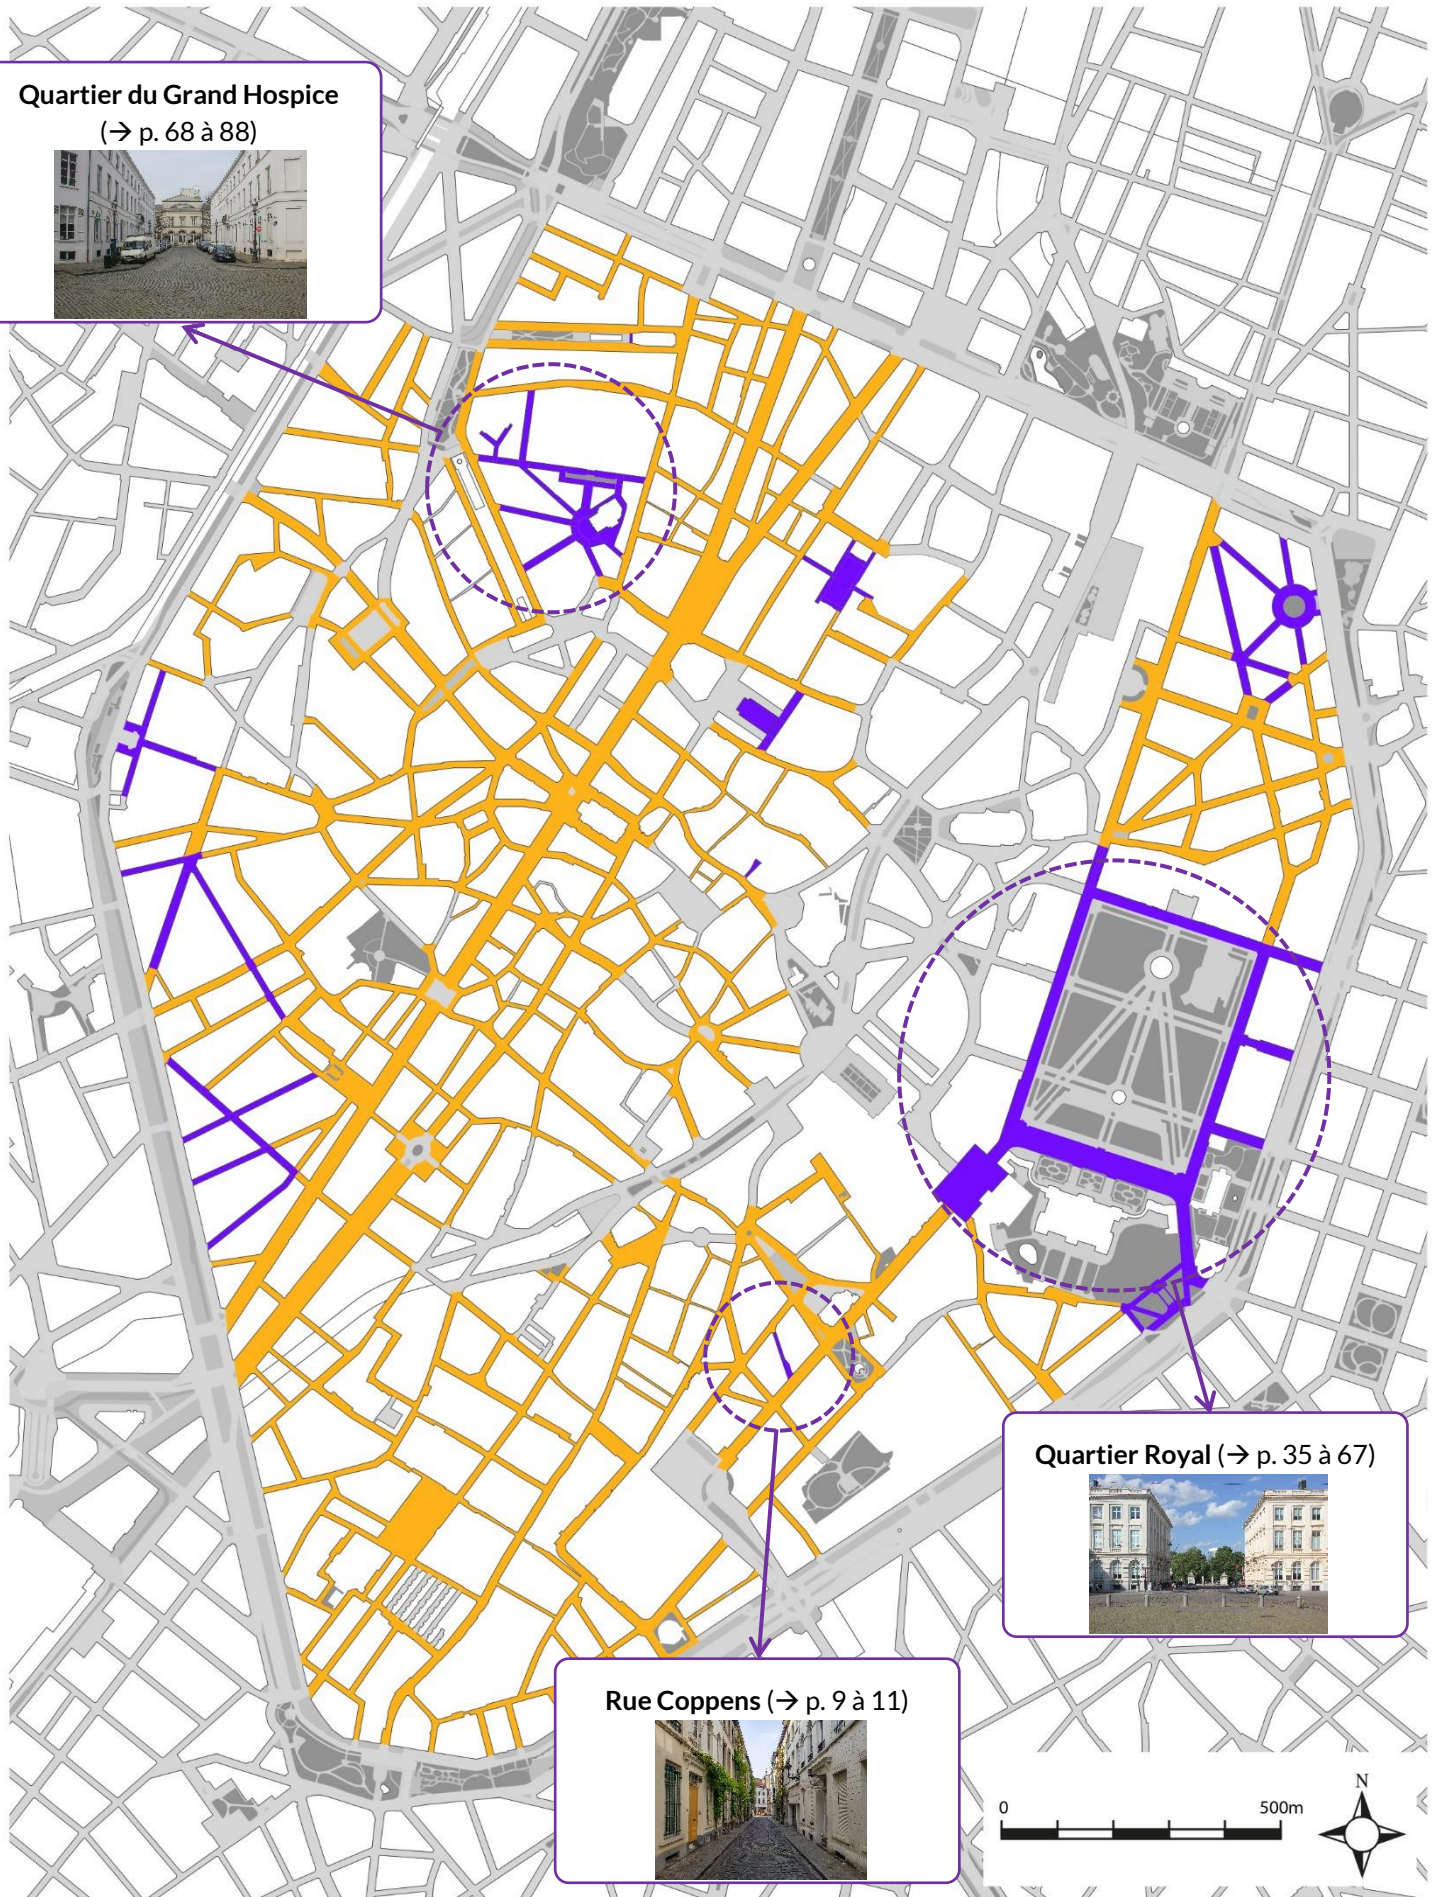 Quartier du Grand Hospice
(→ p. 68 à 88)
Quartier Royal (→ p. 35 à 67)
Rue Coppens (→ p. 9 à 11)
0 500m
N